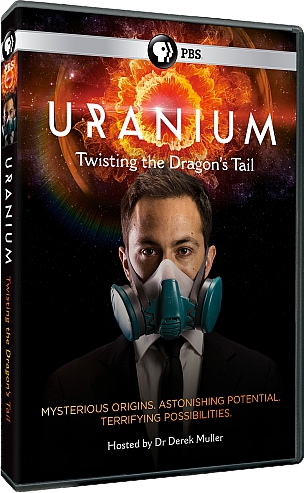 PBS
URANIUM
Twisting the Dragon's Tail
MYSTERIOUS ORIGINS. ASTONISHING POTENTIAL.
TERRIFYING POSSIBILITIES.
Hosted by Dr Derek Muller
URANIUM
Twisting the Dragon's Tail